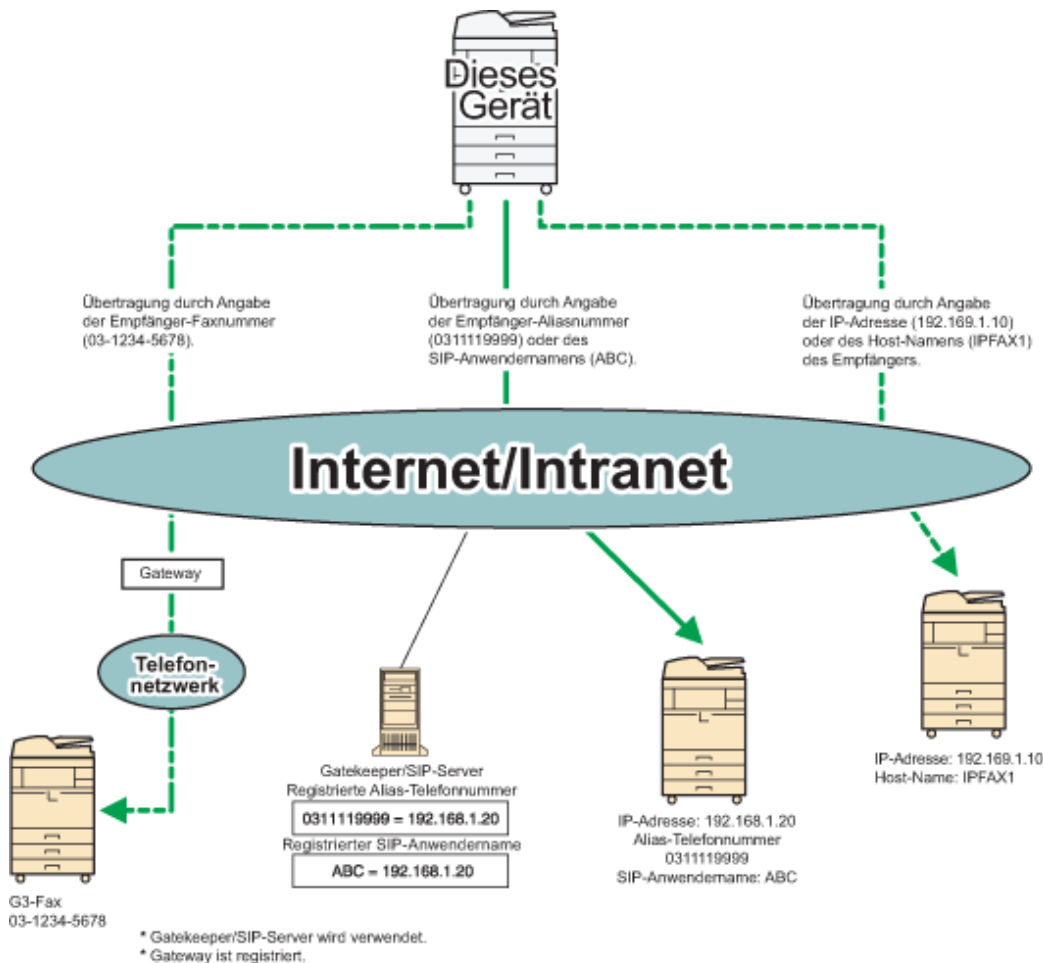 Dieses
Gerät
Übertragung durch Angabe
der Empfänger-Faxnummer
(03-1234-5678).
Übertragung durch Angabe
der Empfänger-Aliasnummer
(0311119999) oder des
SIP-Anwendernamens (ABC).
Übertragung durch Angabe
der IP-Adresse (192.169.1.10)
oder des Host-Namens (IPFAX1)
des Empfängers.
Internet/Intranet
Gateway
Telefon-
netzwerk
G3-Fax
03-1234-5678
Gatekeeper/SIP-Server
Registrierte Alias-Telefonnummer
0311119999 = 192.168.1.20
Registrierter SIP-Anwendername
ABC = 192.168.1.20
IP-Adresse: 192.168.1.20
Alias-Telefonnummer
0311119999
SIP-Anwendername: ABC
IP-Adresse: 192.169.1.10
Host-Name: IPFAX1
* Gatekeeper/SIP-Server wird verwendet.
* Gateway ist registriert.